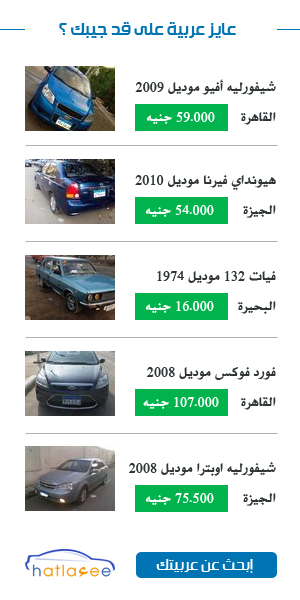 عايز عربية على قد جيبك ؟
شيفورليه أفيو موديل 2009
القاهرة
59.000 جنيه
هيونداي فيرنا موديل 2010
الجيزة
54.000 جنيه
فيات 132 موديل 1974
البحيرة
16.000 جنيه
فورد فوكس موديل 2008
القاهرة
107.000 جنيه
شيفورليه اوبترا موديل 2008
الجيزة
75.500 جنيه
إبحث عن عربيتك
hatla2ee